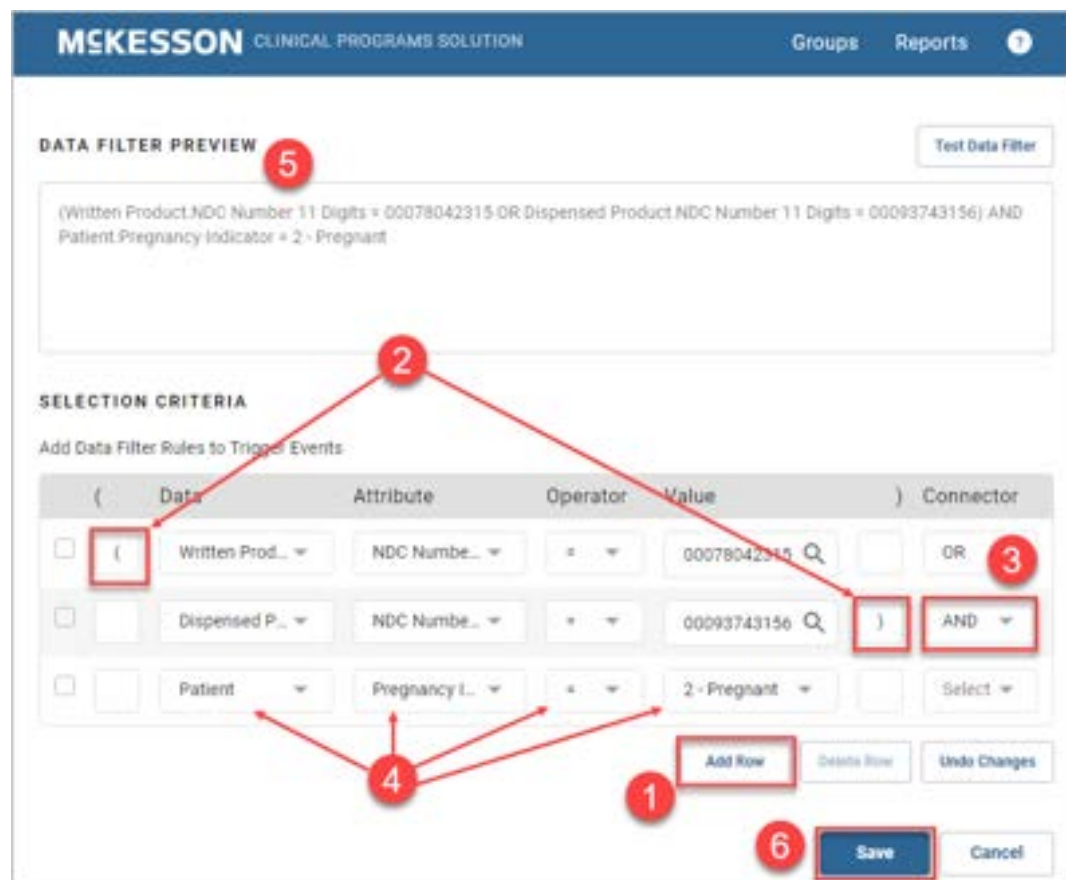 MCKESSON CLINICAL PROGRAMS SOLUTION Groups Reports ?
DATA FILTER PREVIEW 5 Test Data Filter
(Written Product.NDC Number 11 Digits = 00078042315 OR Dispensed Product.NDC Number 11 Digits = 00093743156) AND
Patient.Pregnancy Indicator = 2 - Pregnant
2
SELECTION CRITERIA
Add Data Filter Rules to Trigger Events
( Data Attribute Operator Value ) Connector
( Written Prod... NDC Numbe... = 00078042315 OR 3
Dispensed P... NDC Numbe... = 00093743156 ) AND
Patient Pregnancy I... = 2 - Pregnant Select
4 1 Add Row Delete Row Undo Changes
6 Save Cancel